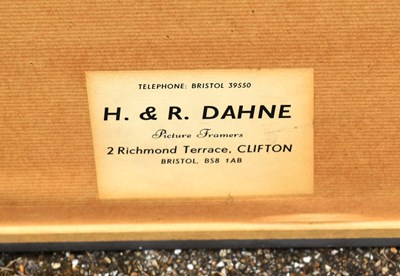 TELEPHONE: BRISTOL 39550
H. & R. DAHNE
Picture Framers
2 Richmond Terrace, CLIFTON
BRISTOL, BS8 1AB